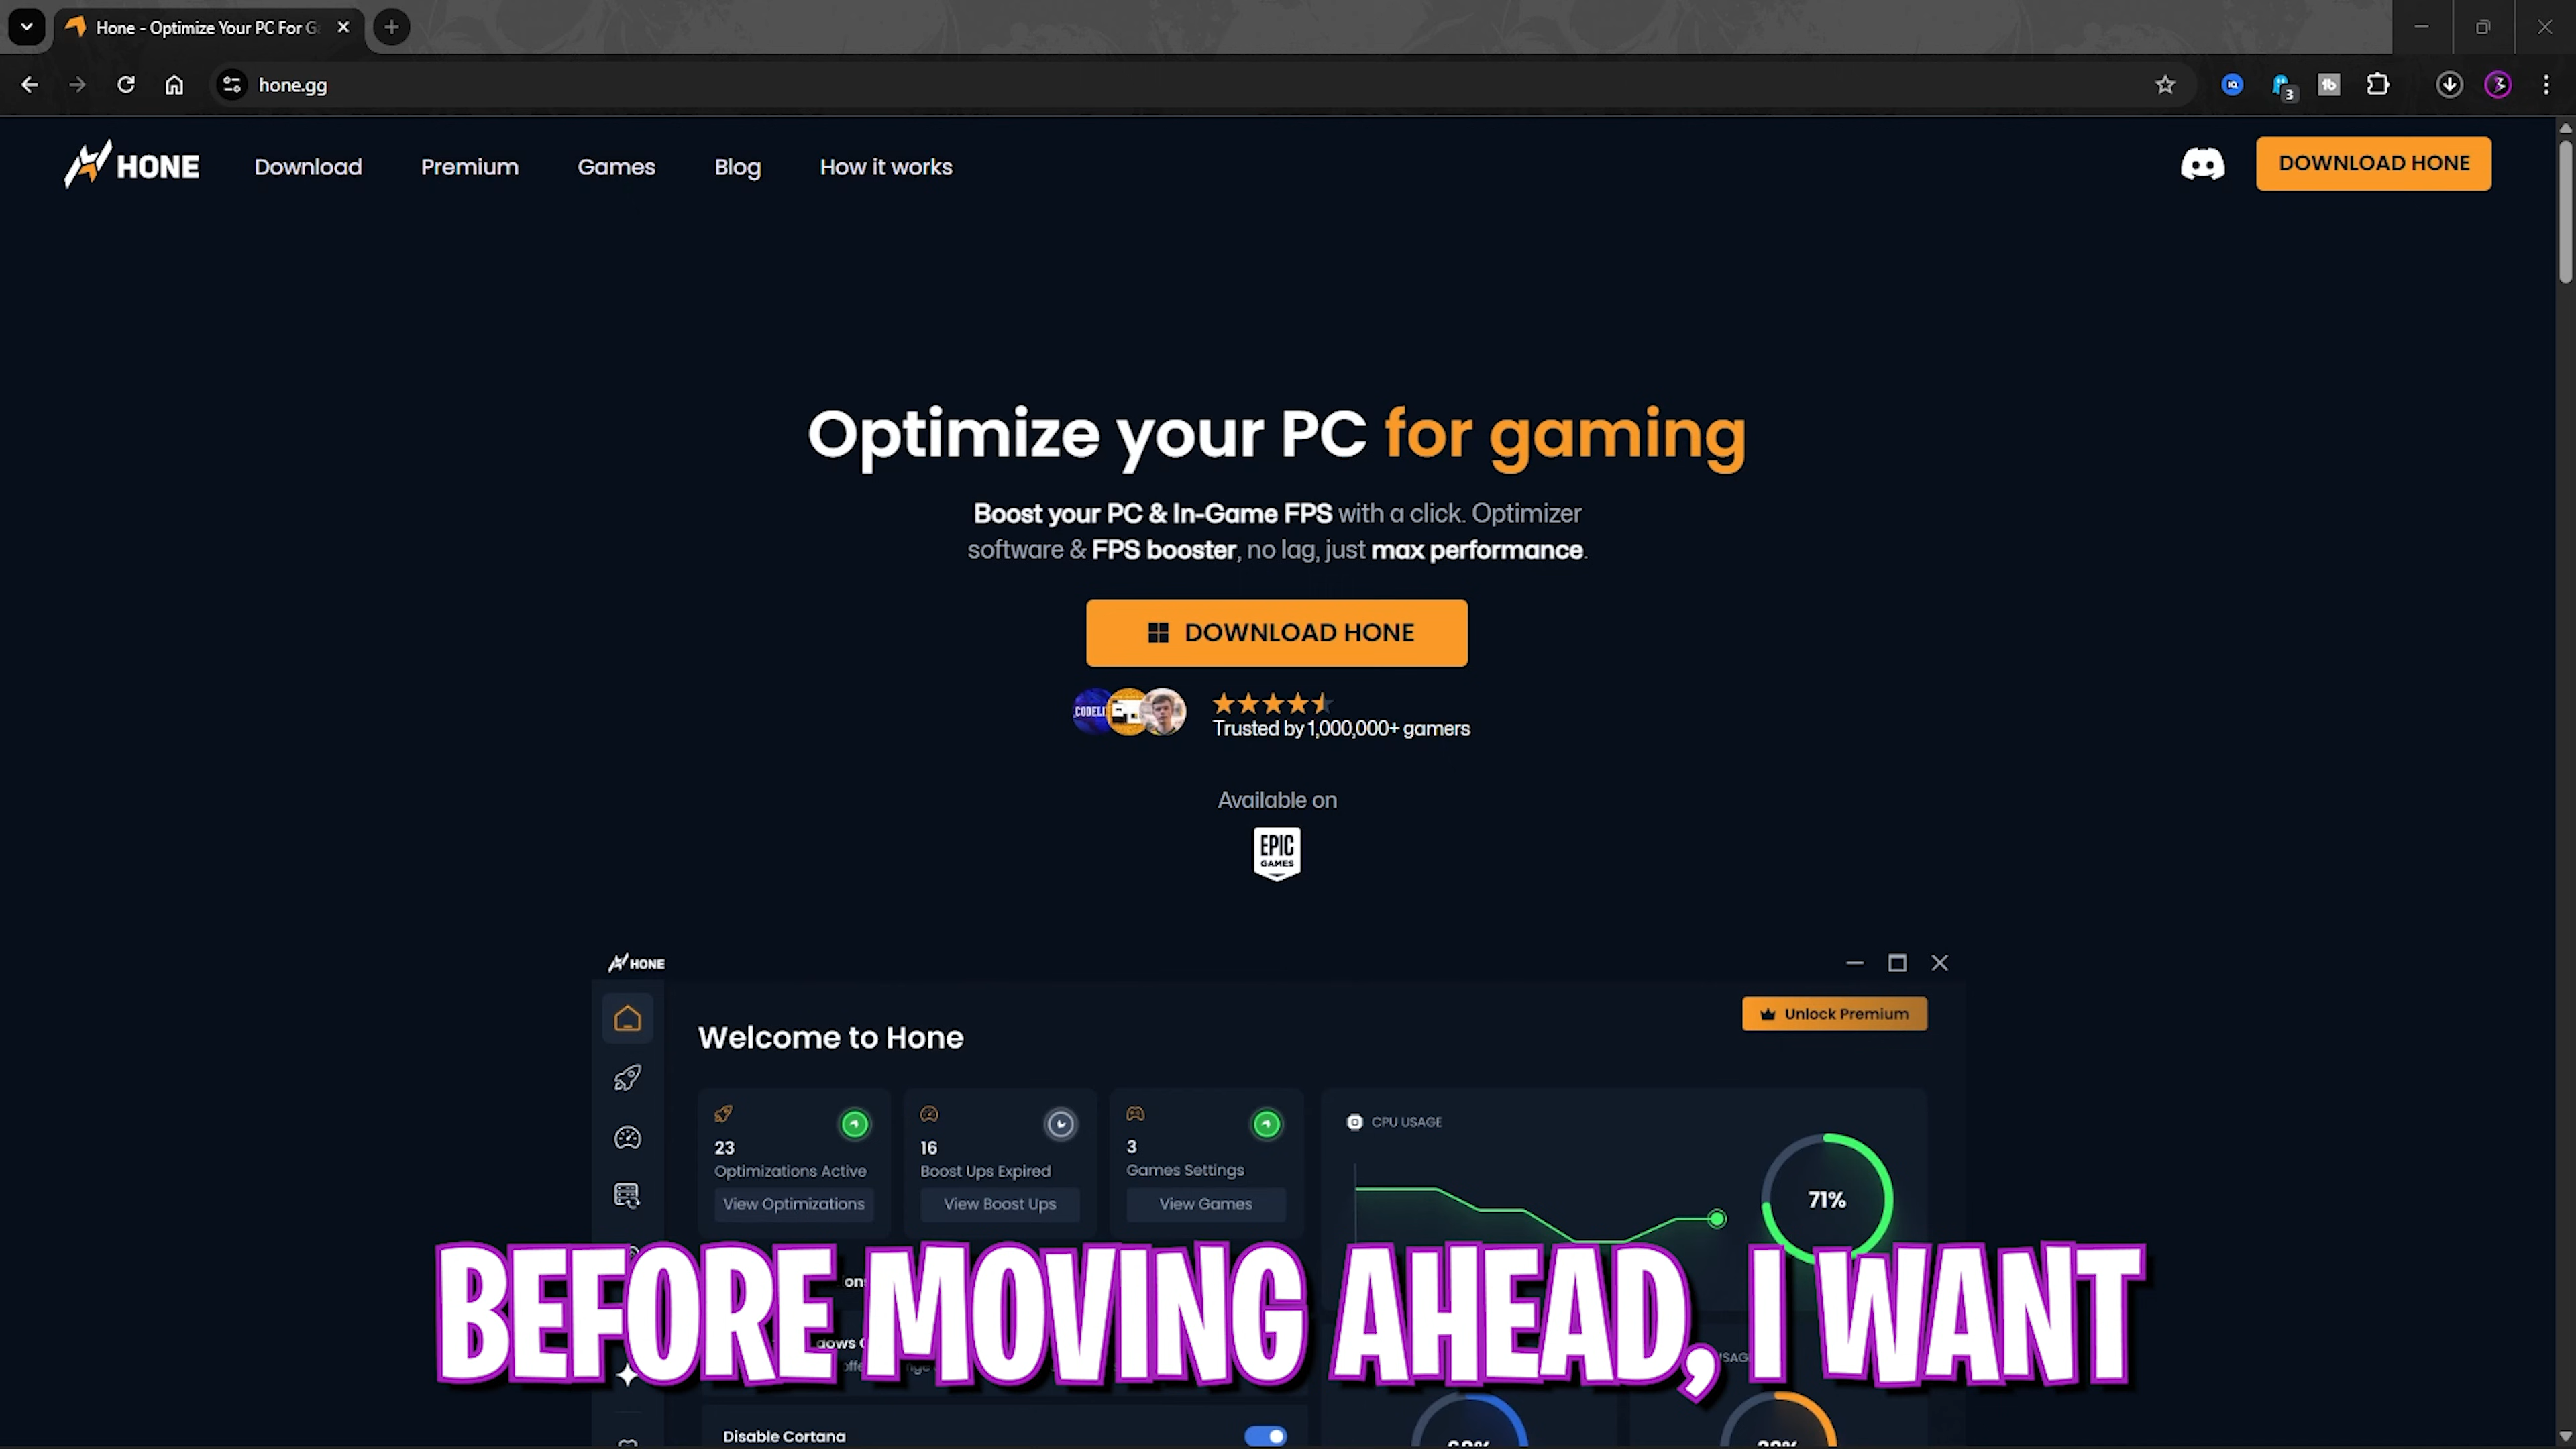 Hone - Optimize Your PC For G
hone.gg
3
HONE
Download
Premium
Games
Blog
How it works
DOWNLOAD HONE
Optimize your PC for gaming
Boost your PC & In-Game FPS with a click. Optimizer
software & FPS booster, no lag, just max performance.
DOWNLOAD HONE
CODELI
Trusted by 1,000,000+ gamers
Available on
EPIC
GAMES
HONE
Unlock Premium
Welcome to Hone
23
Optimizations Active
View Optimizations
16
Boost Ups Expired
View Boost Ups
3
Games Settings
View Games
CPU USAGE
71%
BEFORE MOVING AHEAD, I WANT
Disable Cortana